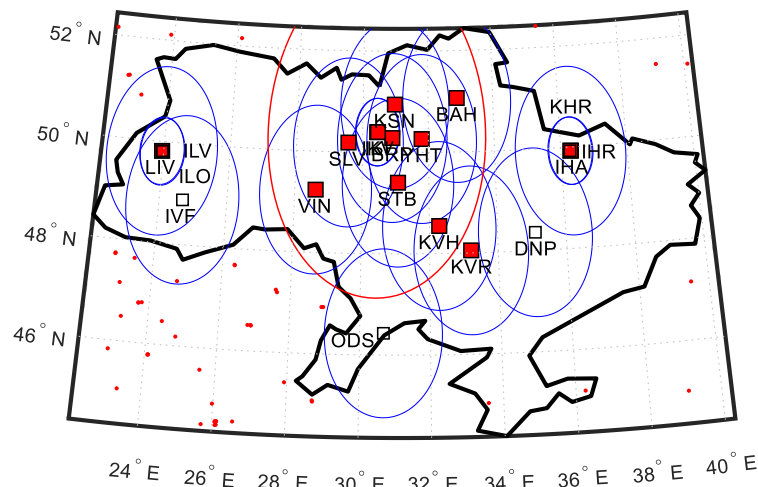 52° N
50° N
48° N
46° N
KHR
BAH
KSN
IHR
IHA
ILV
LIV
ILO
IVF
SLV
YHT
STB
VIN
KVH
KVR
DNP
ODS
24° E
26° E
28° E
30° E
32° E
34° E
36° E
38° E
40° E